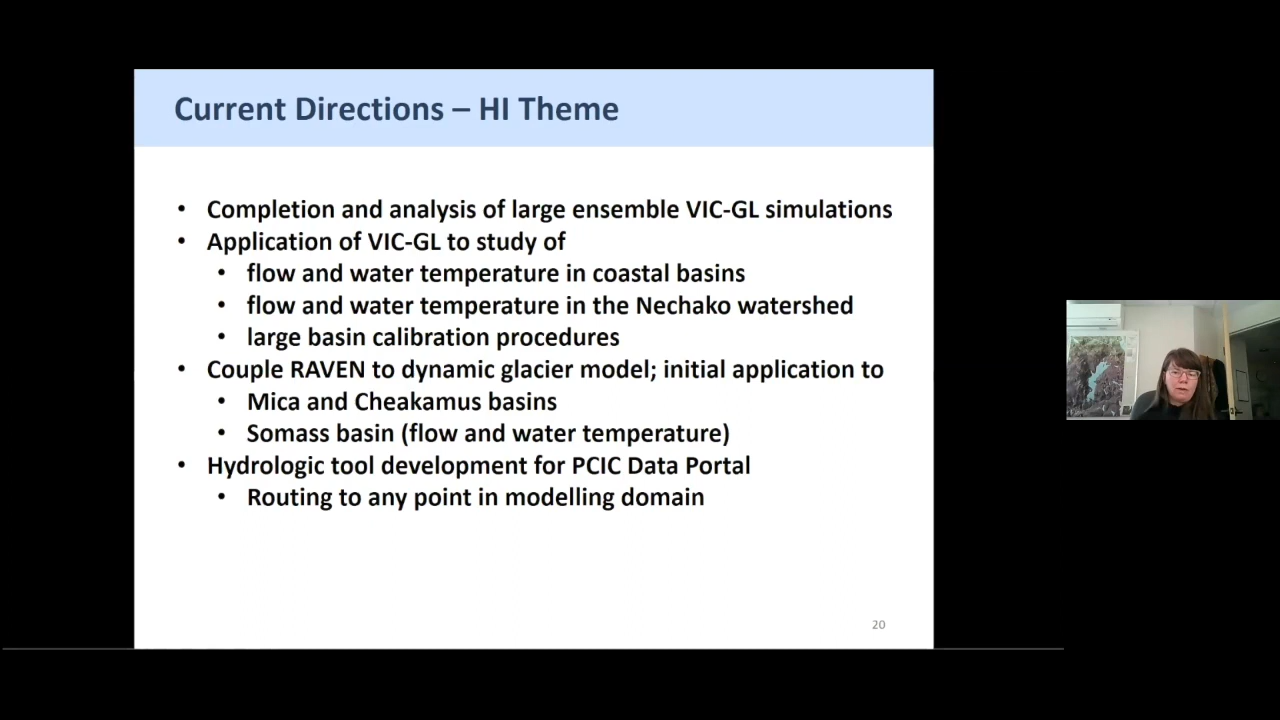 Current Directions – HI Theme
• Completion and analysis of large ensemble VIC-GL simulations
• Application of VIC-GL to study of
• flow and water temperature in coastal basins
• flow and water temperature in the Nechako watershed
• large basin calibration procedures
• Couple RAVEN to dynamic glacier model; initial application to
• Mica and Cheakamus basins
• Somass basin (flow and water temperature)
• Hydrologic tool development for PCIC Data Portal
• Routing to any point in modelling domain
20